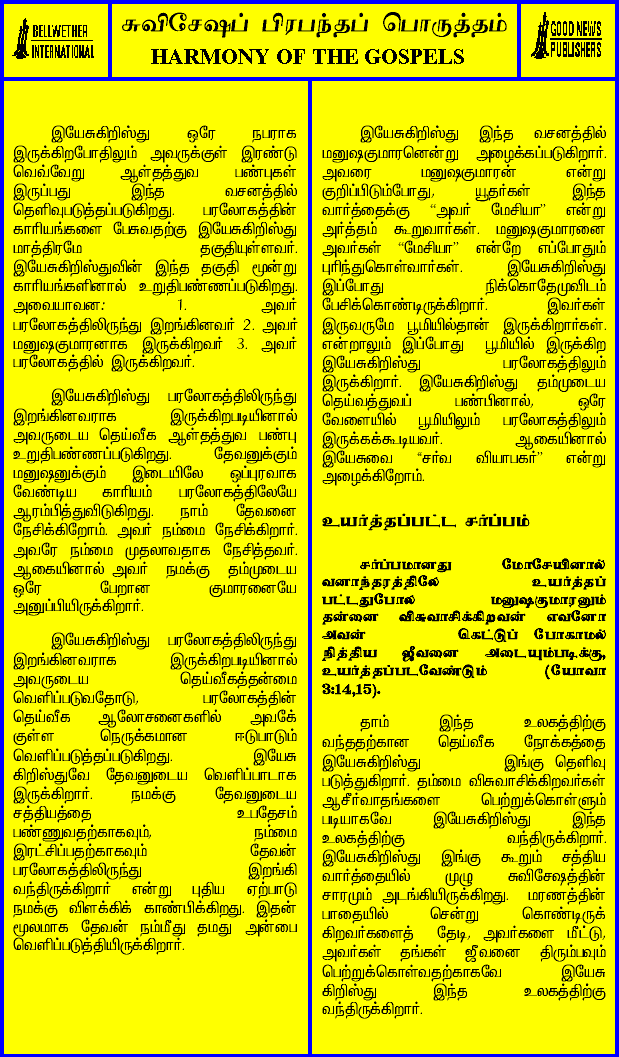 BELLWETHER
INTERNATIONAL
சுவிசேஷப் பிரபந்தப் பொருத்தம்
HARMONY OF THE GOSPELS
GOOD NEWS
PUBLISHERS
இயேசுகிறிஸ்து ஒரே நபராக
இருக்கிறபோதிலும் அவருக்குள் இரண்டு
வெவ்வேறு ஆள்தத்துவ பண்புகள்
இருப்பது இந்த வசனத்தில்
தெளிவுபடுத்தப்படுகிறது. பரலோகத்தின்
காரியங்களை பேசுவதற்கு இயேசுகிறிஸ்து
மாத்திரமே தகுதியுள்ளவர்.
இயேசுகிறிஸ்துவின் இந்த தகுதி மூன்று
காரியங்களினால் உறுதிபண்ணப்படுகிறது.
அவையாவன: 1. அவர்
பரலோகத்திலிருந்து இறங்கினவர் 2. அவர்
மனுஷகுமாரனாக இருக்கிறவர் 3. அவர்
பரலோகத்தில் இருக்கிறவர்.
இயேசுகிறிஸ்து பரலோகத்திலிருந்து
இறங்கினவராக இருக்கிறபடியினால்
அவருடைய தெய்வீக ஆள்தத்துவ பண்பு
உறுதிபண்ணப்படுகிறது. தேவனுக்கும்
மனுஷனுக்கும் இடையிலே ஒப்புரவாக
வேண்டிய காரியம் பரலோகத்திலேயே
ஆரம்பித்துவிடுகிறது. நாம் தேவனை
நேசிக்கிறோம். அவர் நம்மை நேசிக்கிறார்.
அவரே நம்மை முதலாவதாக நேசித்தவர்.
ஆகையினால் அவர் நமக்கு தம்முடைய
ஒரே பேறான குமாரனையே
அனுப்பியிருக்கிறார்.
இயேசுகிறிஸ்து பரலோகத்திலிருந்து
இறங்கினவராக இருக்கிறபடியினால்
அவருடைய தெய்வீகத்தன்மை
வெளிப்படுவதோடு, பரலோகத்தின்
தெய்வீக ஆலோசனைகளில் அவக்கே
குள்ள நெருக்கமான ஈடுபாடும்
வெளிப்படுத்தப்படுகிறது. இயேசு
கிறிஸ்துவே தேவனுடைய வெளிப்பாடாக
இருக்கிறார். நமக்கு தேவனுடைய
சத்தியத்தை உபதேசம்
பண்ணுவதற்காகவும், நம்மை
இரட்சிப்பதற்காகவும் தேவன்
பரலோகத்திலிருந்து இறங்கி
வந்திருக்கிறார் என்று புதிய ஏற்பாடு
நமக்கு விளக்கிக் காண்பிக்கிறது. இதன்
மூலமாக தேவன் நம்மீது தமது அன்பை
வெளிப்படுத்தியிருக்கிறார்.
இயேசுகிறிஸ்து இந்த வசனத்தில்
மனுஷகுமாரனென்று அழைக்கப்படுகிறார்.
அவரை மனுஷகுமாரன் என்று
குறிப்பிடும்போது, யூதர்கள் இந்த
வார்த்தைக்கு “அவர் மேசியா” என்று
அர்த்தம் கூறுவார்கள். மனுஷகுமாரனை
அவர்கள் “மேசியா” என்றே எப்போதும்
புரிந்துகொள்வார்கள். இயேசுகிறிஸ்து
இப்போது நிக்கொதேமுவிடம்
பேசிக்கொண்டிருக்கிறார். இவர்கள்
இருவருமே பூமியில்தான் இருக்கிறார்கள்.
என்றாலும் இப்போது பூமியில் இருக்கிற
இயேசுகிறிஸ்து பரலோகத்திலும்
இருக்கிறார். இயேசுகிறிஸ்து தம்முடைய
தெய்வத்துவப் பண்பினால், ஒரே
வேளையில் பூமியிலும் பரலோகத்திலும்
இருக்கக்கூடியவர். ஆகையினால்
இயேசுவை “சர்வ வியாபகர்” என்று
அழைக்கிறோம்.
உயர்த்தப்பட்ட சர்ப்பம்
சர்ப்பமானது மோசேயினால்
வனாந்தரத்திலே உயர்த்தப்
பட்டதுபோல மனுஷகுமாரனும்
தன்னை விசுவாசிக்கிறவன் எவனோ
அவன் கெட்டுப் போகாமல்
நித்திய ஜீவனை அடையும்படிக்கு,
உயர்த்தப்படவேண்டும் (யோவா
3:14,15).
தாம் இந்த உலகத்திற்கு
வந்ததற்கான தெய்வீக நோக்கத்தை
இயேசுகிறிஸ்து இங்கு தெளிவு
படுத்துகிறார். தம்மை விசுவாசிக்கிறவர்கள்
ஆசீர்வாதங்களை பெற்றுக்கொள்ளும்
படியாகவே இயேசுகிறிஸ்து இந்த
உலகத்திற்கு வந்திருக்கிறார்.
இயேசுகிறிஸ்து இங்கு கூறும் சத்திய
வார்த்தையில் முழு சுவிசேஷத்தின்
சாரமும் அடங்கியிருக்கிறது. மரணத்தின்
பாதையில் சென்று கொண்டிருக்
கிறவர்களைத் தேடி, அவர்களை மீட்டு,
அவர்கள் தங்கள் ஜீவனை திரும்பவும்
பெற்றுக்கொள்வதற்காகவே இயேசு
கிறிஸ்து இந்த உலகத்திற்கு
வந்திருக்கிறார்.